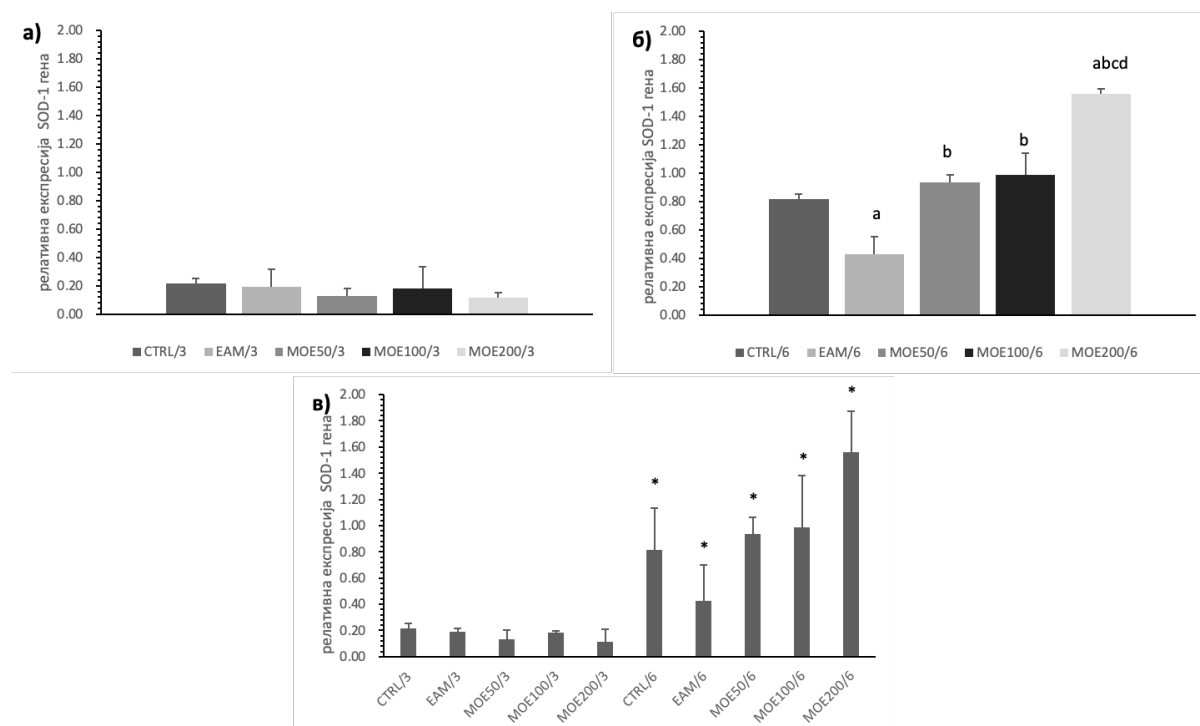 а)
релативна експресија SOD-1 гена
2.00
1.80
1.60
1.40
1.20
1.00
0.80
0.60
0.40
0.20
0.00
CTRL/3 EAM/3 MOE50/3 MOE100/3 MOE200/3
б)
релативна експресија SOD-1 гена
2.00
1.80
1.60
1.40
1.20
1.00
0.80
0.60
0.40
0.20
0.00
a
b
b
abcd
CTRL/6 EAM/6 MOE50/6 MOE100/6 MOE200/6
в)
релативна експресија SOD-1 гена
2.00
1.80
1.60
1.40
1.20
1.00
0.80
0.60
0.40
0.20
0.00
* * * * *
CTRL/3
EAM/3
MOE50/3
MOE100/3
MOE200/3
CTRL/6
EAM/6
MOE50/6
MOE100/6
MOE200/6